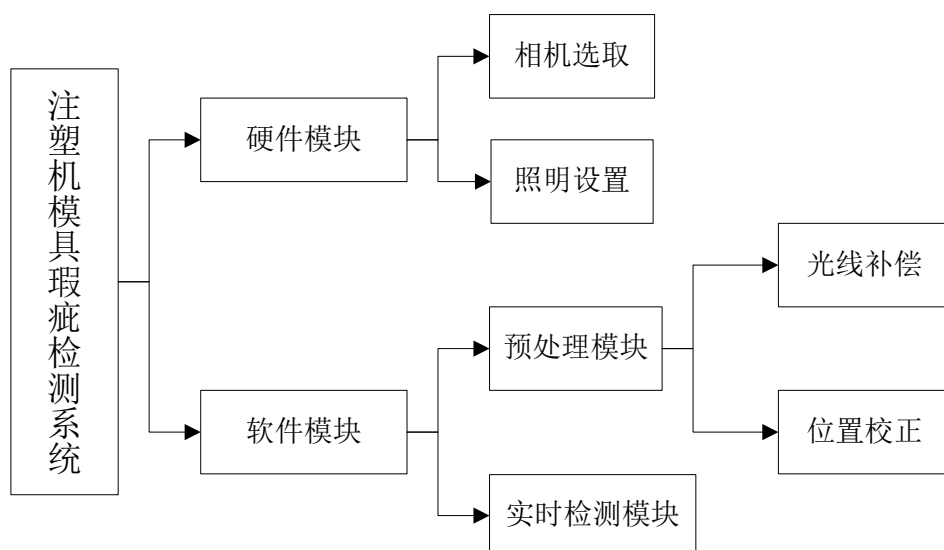 注塑机模具瑕疵检测系统
硬件模块
相机选取
照明设置
软件模块
预处理模块
光线补偿
位置校正
实时检测模块